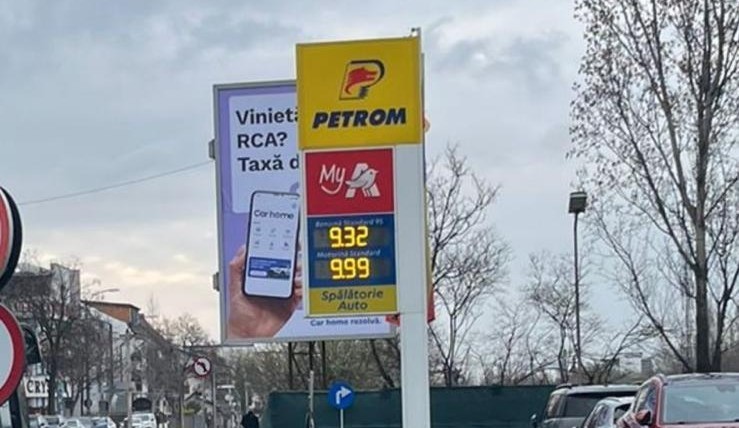 Vinietă
RCA?
Taxă d
Car home
PETROM
My
Benzină Standard 95
9.32
Motorină Standard
9.99
Spălătorie
Auto
Car home rezolvă.
CRY